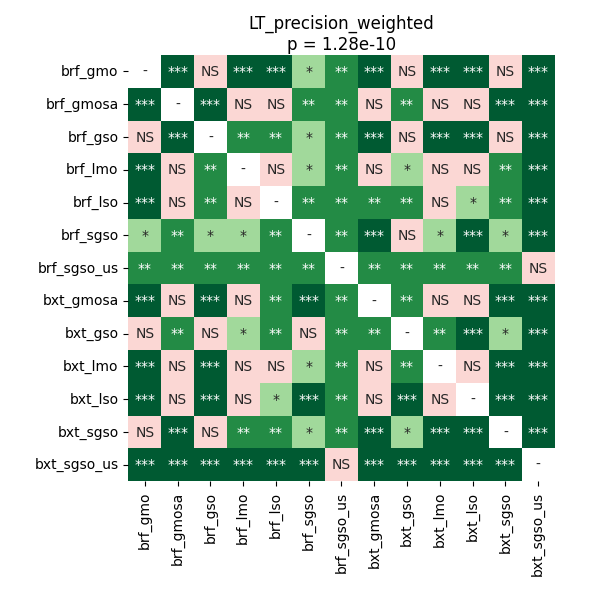 LT_precision_weighted
p = 1.28e-10
brf_gmo - *** NS *** *** * ** *** NS *** *** NS ***
brf_gmosa *** - *** NS NS ** ** NS ** NS NS *** ***
brf_gso NS *** - ** ** * ** *** NS *** *** NS ***
brf_lmo *** NS ** - NS * ** NS * NS NS ** ***
brf_lso *** NS ** NS - ** ** ** ** NS * ** ***
brf_sgso * ** * * ** - ** *** NS * *** * ***
brf_sgso_us ** ** ** ** ** ** - ** ** ** ** ** NS
bxt_gmosa *** NS *** NS ** *** ** - ** NS NS *** ***
bxt_gso NS ** NS * ** NS ** ** - ** *** * ***
bxt_lmo *** NS *** NS NS * ** NS ** - NS *** ***
bxt_lso *** NS *** NS * *** ** NS *** NS - *** ***
bxt_sgso NS *** NS ** ** * ** *** * *** *** - ***
bxt_sgso_us *** *** *** *** *** *** NS *** *** *** *** *** -
brf_gmo brf_gmosa brf_gso brf_lmo brf_lso brf_sgso brf_sgso_us bxt_gmosa bxt_gso bxt_lmo bxt_lso bxt_sgso bxt_sgso_us